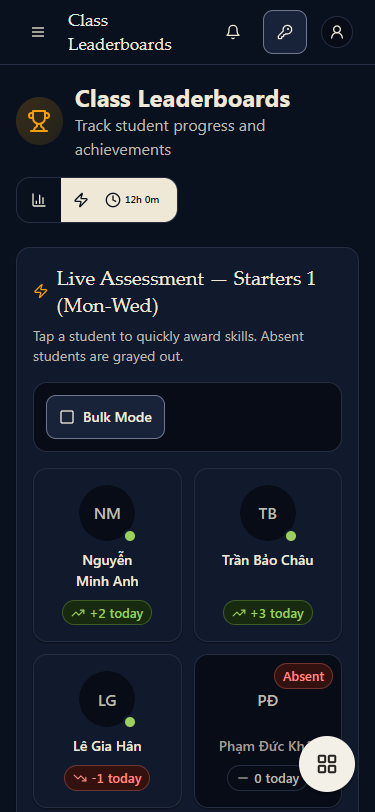 Class
Leaderboards
Class Leaderboards
Track student progress and
achievements
12h 0m
Live Assessment — Starters 1
(Mon-Wed)
Tap a student to quickly award skills. Absent
students are grayed out.
Bulk Mode
NM
Nguyễn
Minh Anh
+2 today
TB
Trần Bảo Châu
+3 today
LG
Lê Gia Hân
-1 today
Absent
PĐ
Phạm Đức
0 today